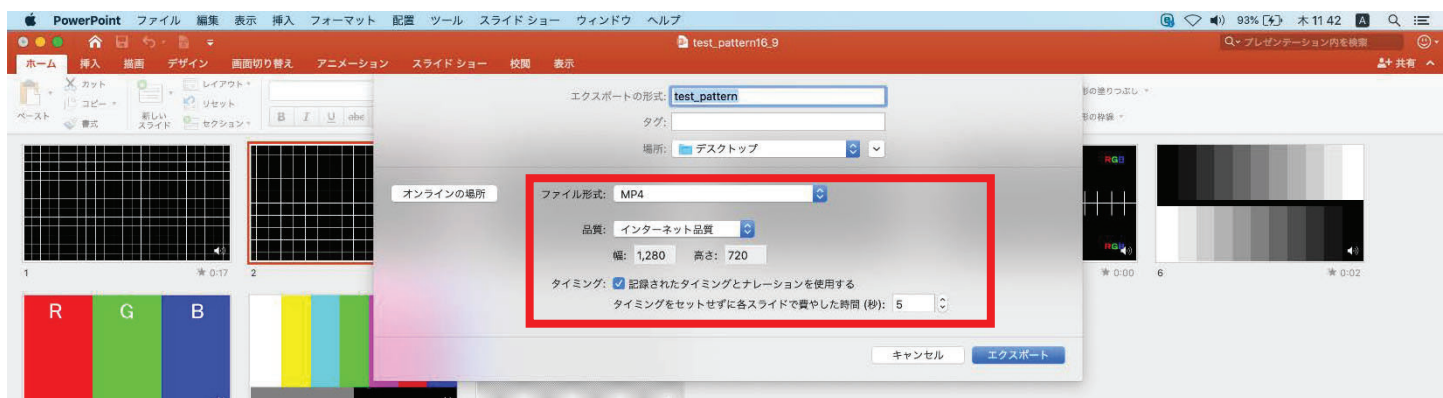 PowerPoint ファイル 編集 表示 挿入 フォーマット 配置 ツール スライドショー ウィンドウ ヘルプ 93% 木11 42 A
test_pattern16_9 プレゼンテーション内を検索
ホーム 挿入 描画 デザイン 画面切り替え アニメーション スライドショー 校閲 表示 共有
ペースト
カット
コピー
書式
新しい
スライド
レイアウト
リセット
セクション
B I U abc
エクスポートの形式: test_pattern
タグ:
場所: デスクトップ
オンラインの場所
ファイル形式: MP4
品質: インターネット品質
幅: 1,280 高さ: 720
タイミング: 記録されたタイミングとナレーションを使用する
タイミングをセットせずに各スライドで費やした時間 (秒): 5
キャンセル エクスポート
形の塗りつぶし
形の枠線
RGB
RGB
1 0:17 2 0:00 6 0:02
R G B